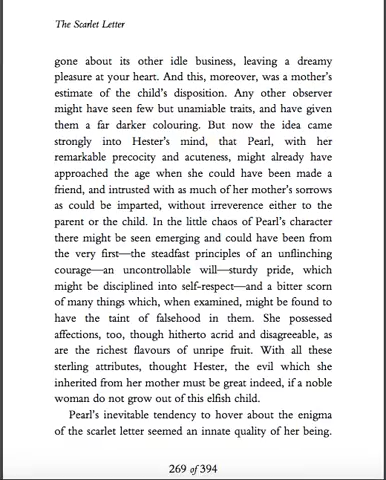 The Scarlet Letter
gone about its other idle business, leaving a dreamy
pleasure at your heart. And this, moreover, was a mother's
estimate of the child's disposition. Any other observer
might have seen few but unamiable traits, and have given
them a far darker colouring. But now the idea came
strongly into Hester's mind, that Pearl, with her
remarkable precocity and acuteness, might already have
approached the age when she could have been made a
friend, and intrusted with as much of her mother's sorrows
as could be imparted, without irreverence either to the
parent or the child. In the little chaos of Pearl's character
there might be seen emerging and could have been from
the very first—the steadfast principles of an unflinching
courage—an uncontrollable will—sturdy pride, which
might be disciplined into self-respect—and a bitter scorn
of many things which, when examined, might be found to
have the taint of falsehood in them. She possessed
affections, too, though hitherto acrid and disagreeable, as
are the richest flavours of unripe fruit. With all these
sterling attributes, thought Hester, the evil which she
inherited from her mother must be great indeed, if a noble
woman do not grow out of this elfish child.
Pearl's inevitable tendency to hover about the enigma
of the scarlet letter seemed an innate quality of her being.
269 of 394